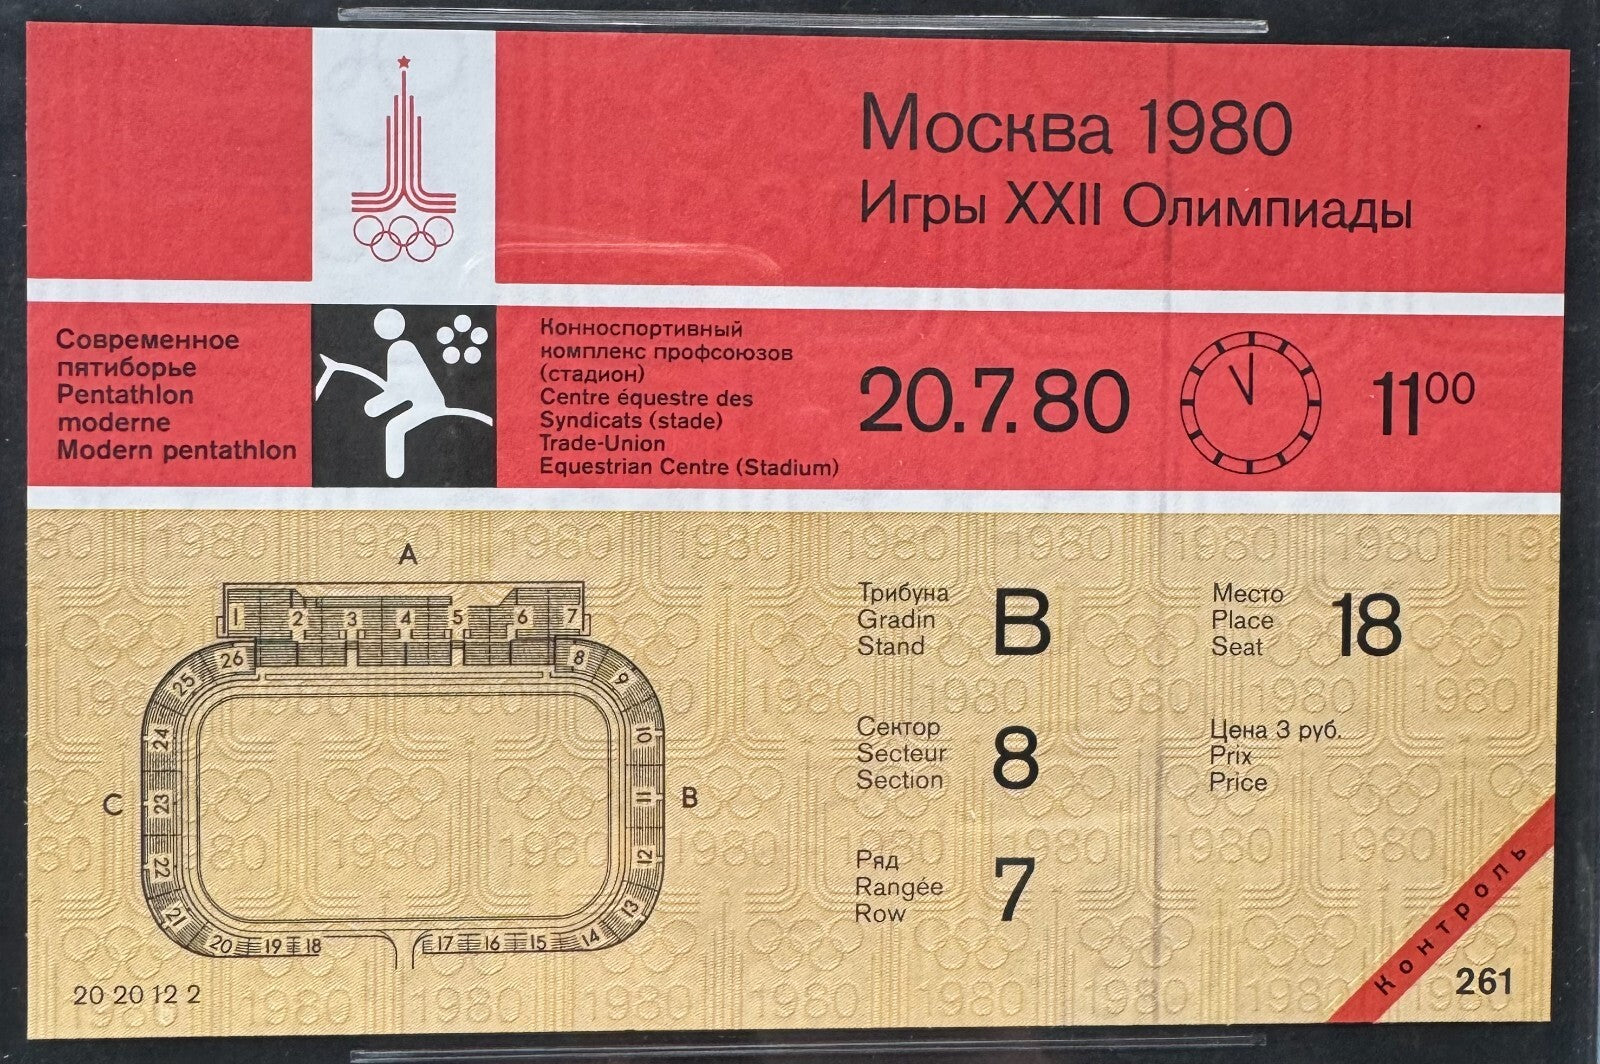 Москва 1980
Игры XXII Олимпиады
Современное
пятиборье
Pentathlon
moderne
Modern pentathlon
Конноспортивный
комплекс профсоюзов
(стадион)
Centre équestre des
Syndicats (stade)
Trade-Union
Equestrian Centre (Stadium)
20.7.80
11⁰⁰
A
1 2 3 4 5 6 7
26 8
25 9
24 10
C 23 11 B
22 12
21 13
20 19 18 17 16 15 14
20 20 12 2
Трибуна
Gradin
Stand
B
Место
Place
Seat
18
Сектор
Secteur
Section
8
Цена 3 руб.
Prix
Price
Ряд
Rangée
Row
7
Контроль
261